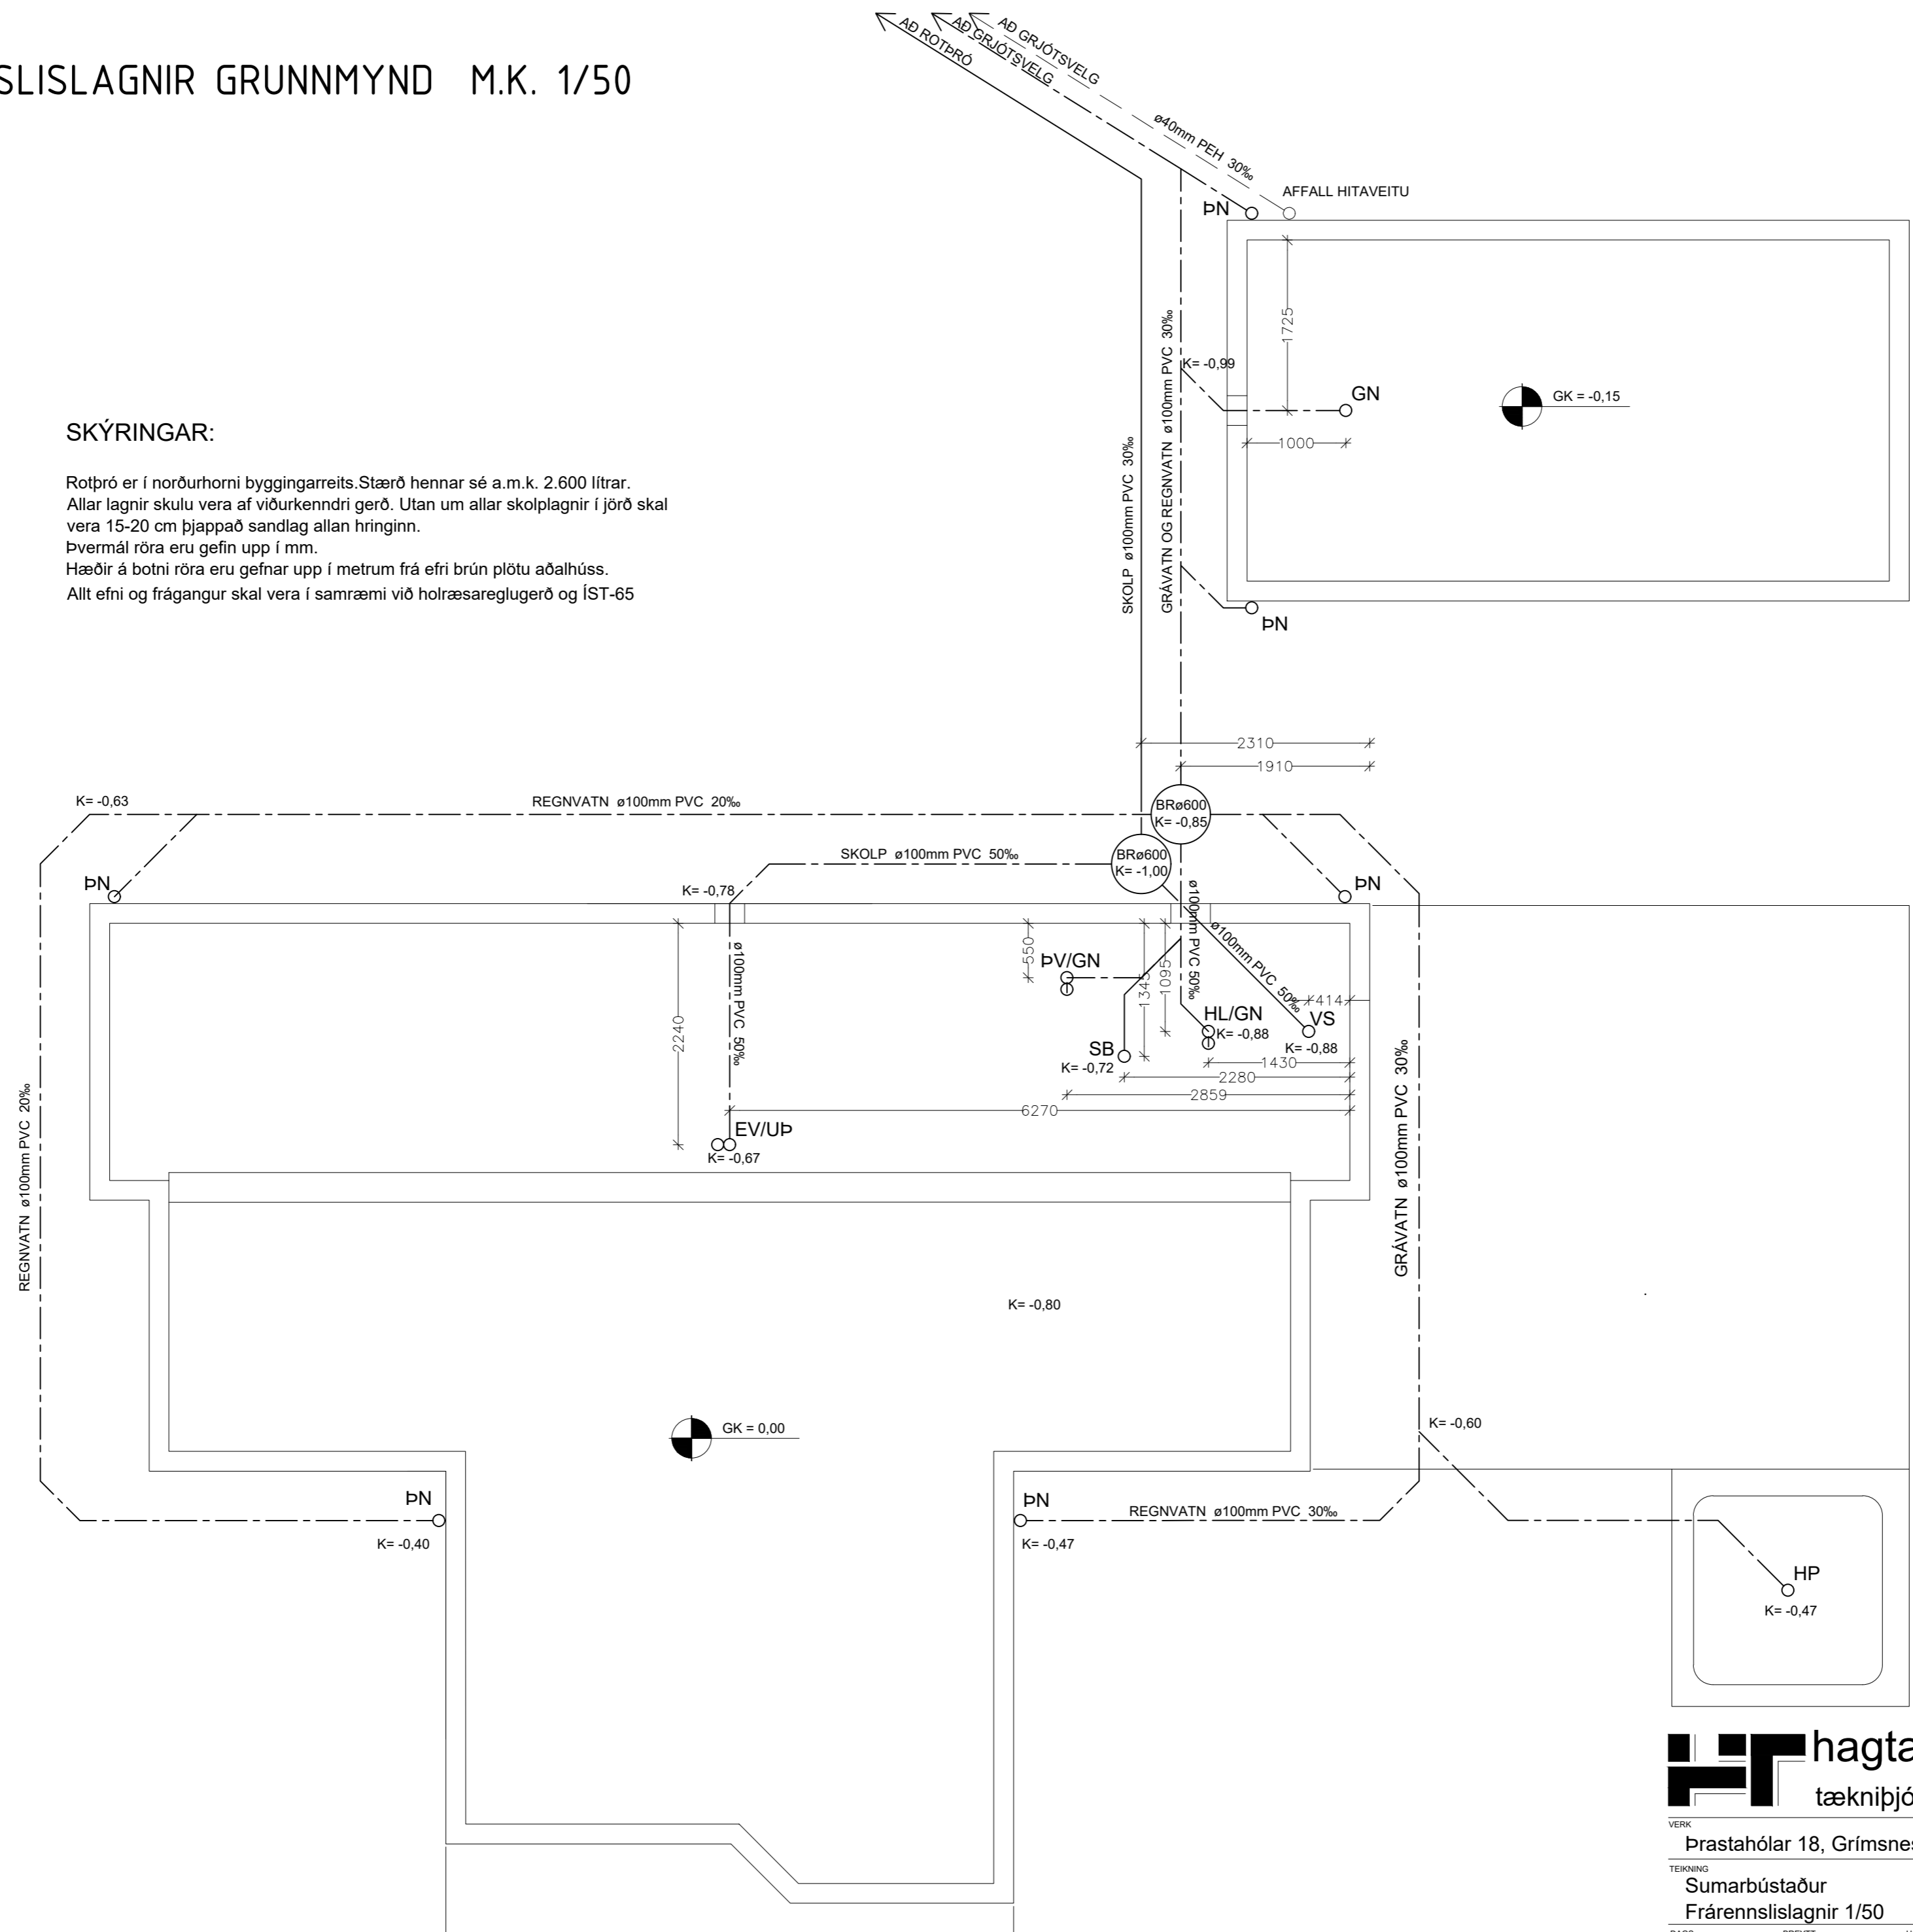 SLISLAGNIR GRUNNMYND M.K. 1/50
AÐ ROTÞRÓ
AÐ GRJÓTSVELG
AÐ GRJÓTSVELG
ø40mm PEH 30‰
AFFALL HITAVEITU
ÞN
1725
K= -0,99
GN
GK = -0,15
1000
SKOLP ø100mm PVC 30‰
GRÁVATN OG REGNVATN ø100mm PVC 30‰
ÞN
SKÝRINGAR:
Rotþró er í norðurhorni byggingarreits.Stærð hennar sé a.m.k. 2.600 lítrar.
Allar lagnir skulu vera af viðurkenndri gerð. Utan um allar skolplagnir í jörð skal
vera 15-20 cm þjappað sandlag allan hringinn.
Þvermál röra eru gefin upp í mm.
Hæðir á botni röra eru gefnar upp í metrum frá efri brún plötu aðalhúss.
Allt efni og frágangur skal vera í samræmi við holræsareglugerð og ÍST-65
2310
1910
K= -0,63
REGNVATN ø100mm PVC 20‰
BRø600
K= -0,85
SKOLP ø100mm PVC 50‰
BRø600
K= -1,00
ÞN
K= -0,78
ÞN
ø100mm PVC 50‰
ø100mm PVC 50‰
ø100mm PVC 50‰
550
ÞV/GN
1345
1095
414
2240
HL/GN
K= -0,88
VS
K= -0,88
SB
K= -0,72
1430
2280
2859
6270
EV/UÞ
K= -0,67
REGNVATN ø100mm PVC 20‰
GRÁVATN ø100mm PVC 30‰
K= -0,80
GK = 0,00
K= -0,60
ÞN
K= -0,40
ÞN
K= -0,47
REGNVATN ø100mm PVC 30‰
HP
K= -0,47
hagta
tækniþjó
VERK
Þrastahólar 18, Grímsnes
TEIKNING
Sumarbústaður
Frárennslislagnir 1/50